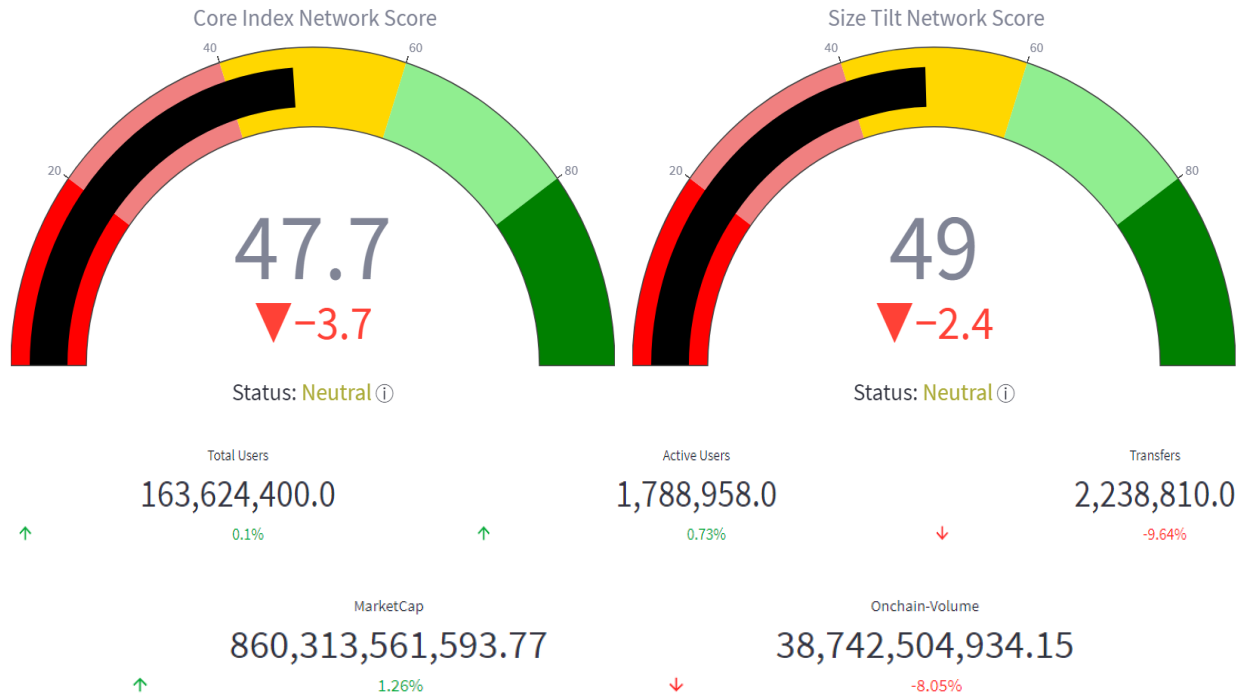 Core Index Network Score
Size Tilt Network Score
40
60
40
60
20
80
20
80
47.7
49
▼−3.7
▼−2.4
Status: Neutral ⓘ
Status: Neutral ⓘ
Total Users
Active Users
Transfers
163,624,400.0
1,788,958.0
2,238,810.0
↑ 0.1%
↑ 0.73%
↓ -9.64%
MarketCap
Onchain-Volume
860,313,561,593.77
38,742,504,934.15
↑ 1.26%
↓ -8.05%